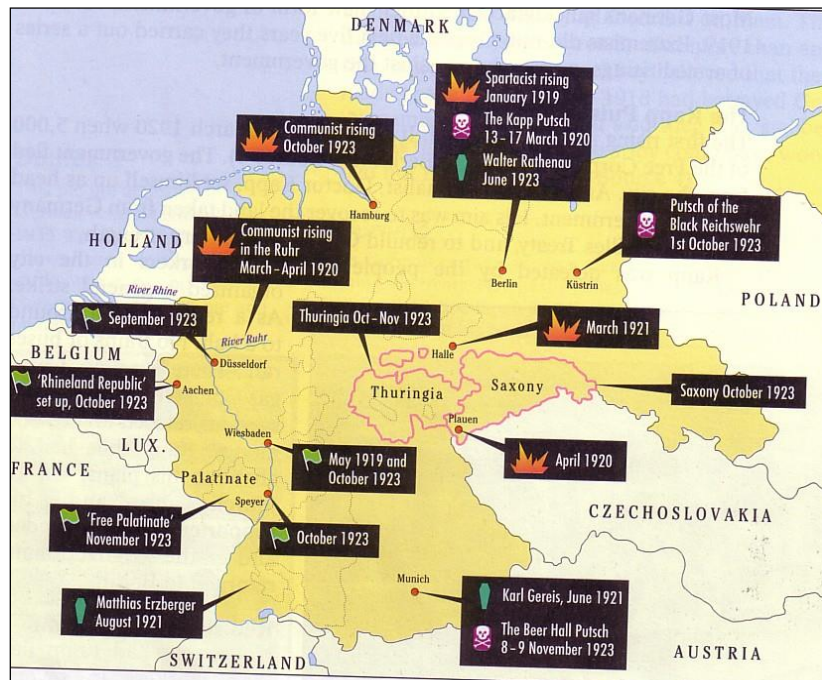 DENMARK
Spartacist rising
January 1919
The Kapp Putsch
13–17 March 1920
Walter Rathenau
June 1923
Communist rising
October 1923
Hamburg
Putsch of the
Black Reichswehr
1st October 1923
HOLLAND
Communist rising
in the Ruhr
March–April 1920
Berlin
Küstrin
POLAND
River Rhine
September 1923
River Ruhr
Thuringia Oct–Nov 1923
March 1921
Halle
BELGIUM
Düsseldorf
'Rhineland Republic'
set up, October 1923
Aachen
Thuringia
Saxony
Saxony October 1923
LUX.
Wiesbaden
Plauen
FRANCE
May 1919 and
October 1923
April 1920
Palatinate
Speyer
'Free Palatinate'
November 1923
October 1923
CZECHOSLOVAKIA
Matthias Erzberger
August 1921
Munich
Karl Gereis, June 1921
The Beer Hall Putsch
8–9 November 1923
SWITZERLAND
AUSTRIA